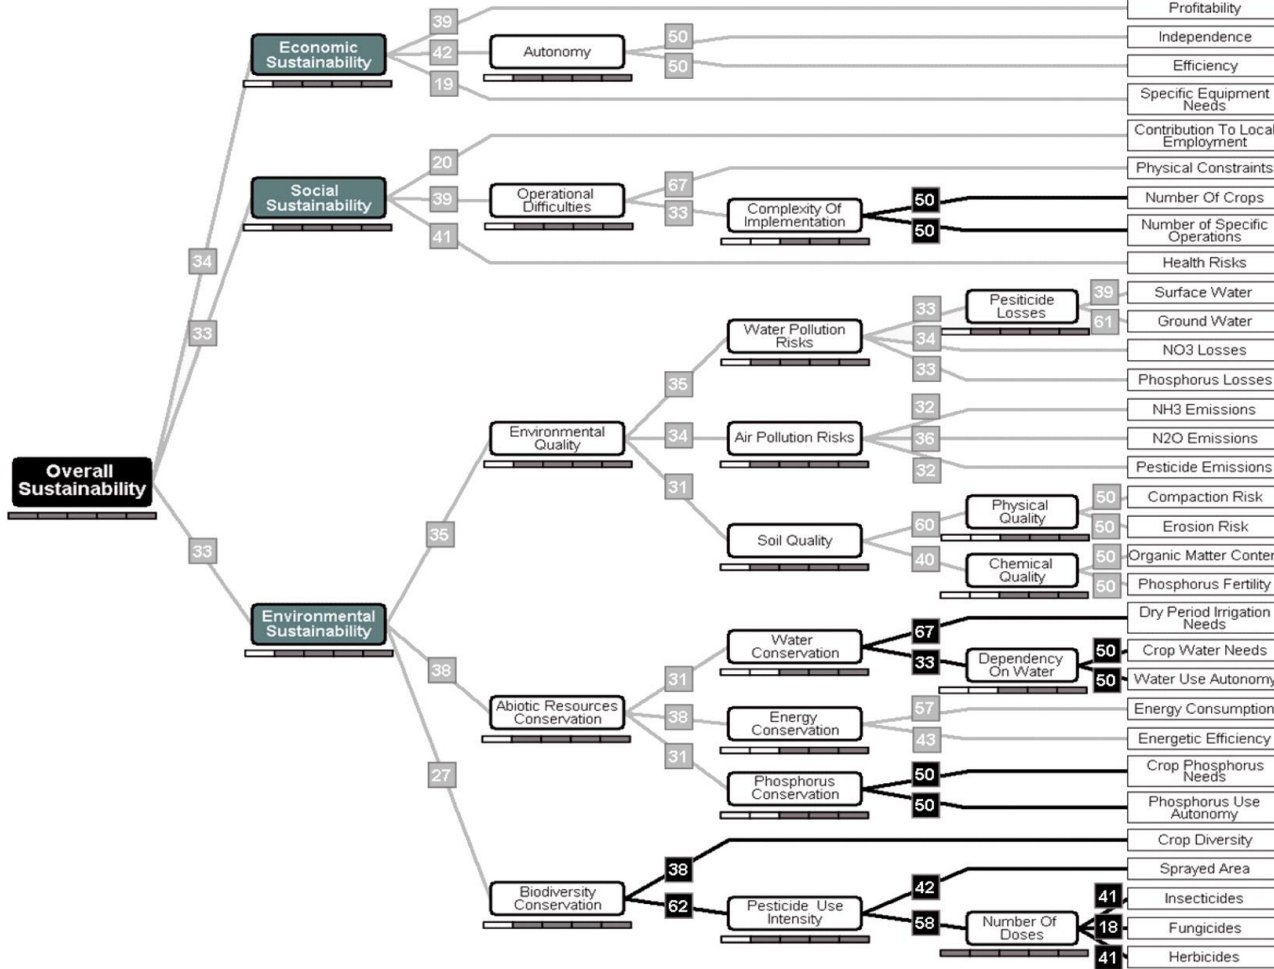 Profitability
39
Economic
Sustainability
42
Autonomy
50
Independence
50
Efficiency
19
Specific Equipment
Needs
Contribution To Local
Employment
20
Social
Sustainability
39
Operational
Difficulties
67
Physical Constraints
33
Complexity Of
Implementation
50
Number Of Crops
50
Number of Specific
Operations
41
Health Risks
34
33
Water Pollution
Risks
33
Pesiticide
Losses
39
Surface Water
61
Ground Water
34
NO3 Losses
33
Phosphorus Losses
35
Environmental
Quality
34
Air Pollution Risks
32
NH3 Emissions
36
N2O Emissions
32
Pesticide Emissions
31
Soil Quality
60
Physical
Quality
50
Compaction Risk
50
Erosion Risk
40
Chemical
Quality
50
Organic Matter Conten
50
Phosphorus Fertility
Overall
Sustainability
33
35
Environmental
Sustainability
38
27
Abiotic Resources
Conservation
31
Water
Conservation
67
Dry Period Irrigation
Needs
33
Dependency
On Water
50
Crop Water Needs
50
Water Use Autonomy
38
Energy
Conservation
57
Energy Consumption
43
Energetic Efficiency
31
Phosphorus
Conservation
50
Crop Phosphorus
Needs
50
Phosphorus Use
Autonomy
Biodiversity
Conservation
38
Crop Diversity
62
Pesticide Use
Intensity
42
Sprayed Area
58
Number Of
Doses
41
Insecticides
18
Fungicides
41
Herbicides